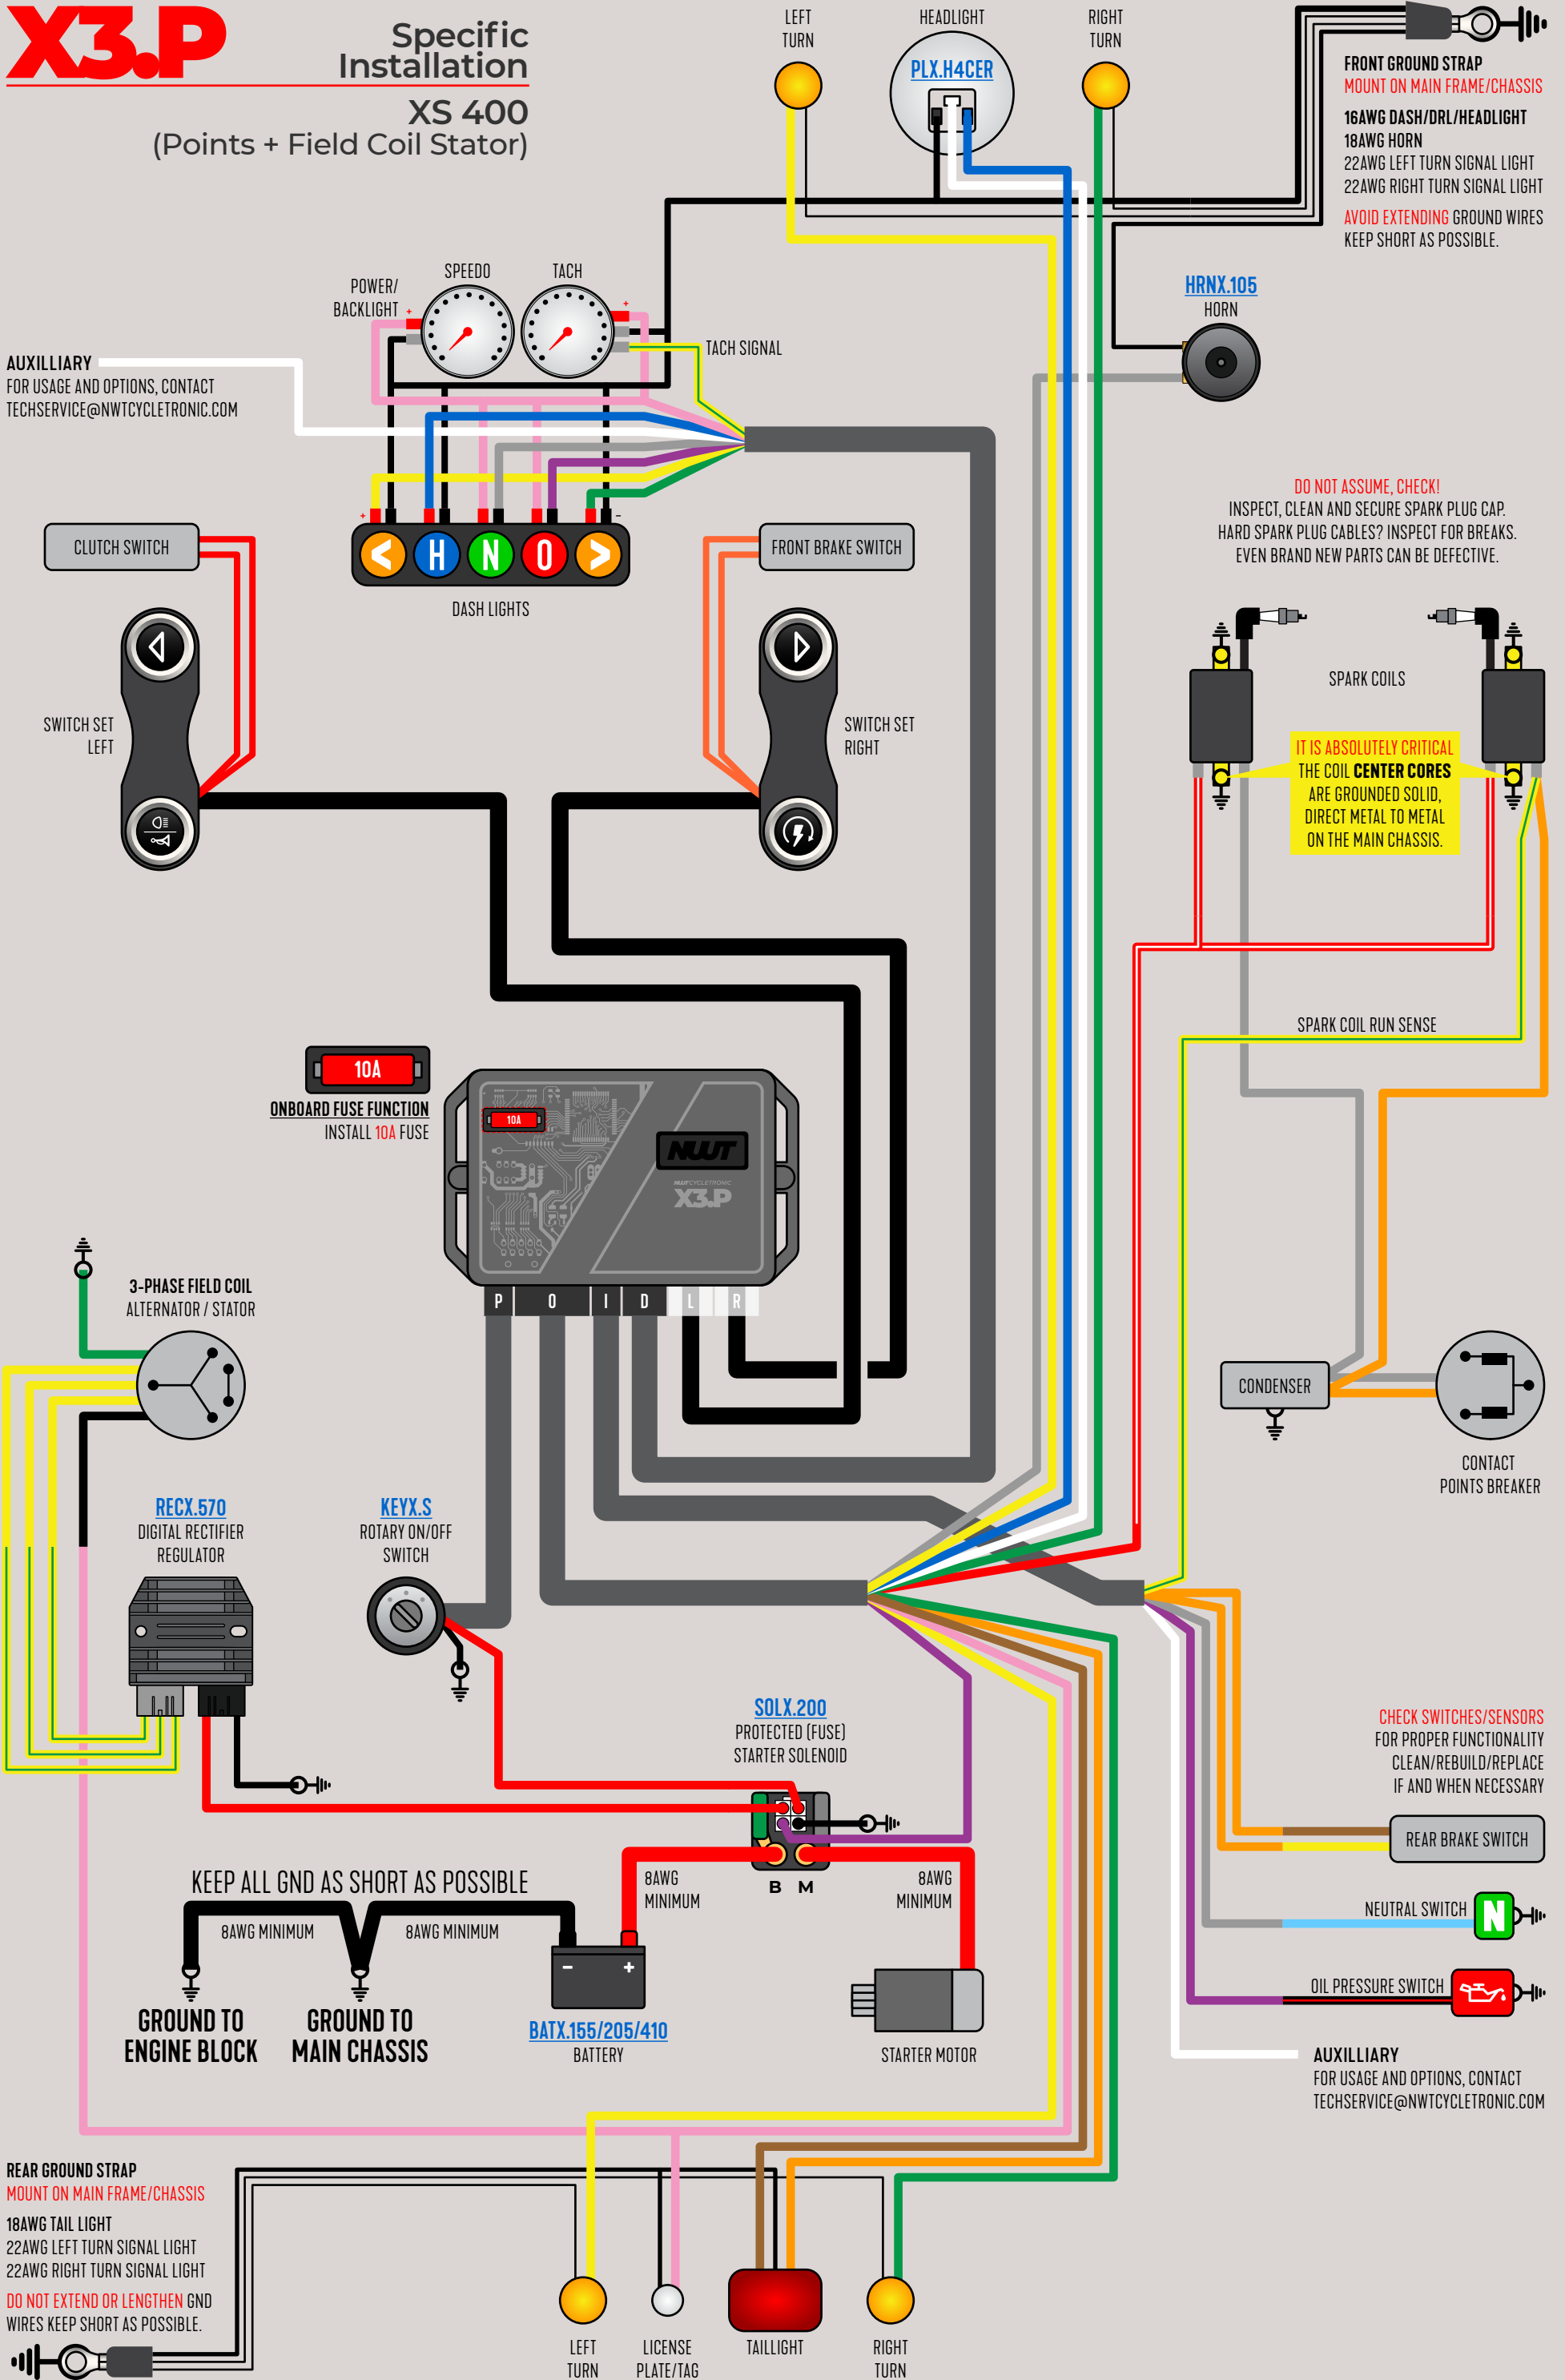 X3.P
Specific
Installation
XS 400
(Points + Field Coil Stator)
LEFT
TURN
HEADLIGHT
PLX.H4CER
RIGHT
TURN
FRONT GROUND STRAP
MOUNT ON MAIN FRAME/CHASSIS
16AWG DASH/DRL/HEADLIGHT
18AWG HORN
22AWG LEFT TURN SIGNAL LIGHT
22AWG RIGHT TURN SIGNAL LIGHT
AVOID EXTENDING GROUND WIRES
KEEP SHORT AS POSSIBLE.
POWER/
BACKLIGHT
SPEEDO
TACH
+
+
TACH SIGNAL
HRNX.105
HORN
AUXILLIARY
FOR USAGE AND OPTIONS, CONTACT
TECHSERVICE@NWTCYCLETRONIC.COM
+
-
< H N O >
DASH LIGHTS
CLUTCH SWITCH
FRONT BRAKE SWITCH
SWITCH SET
LEFT
SWITCH SET
RIGHT
DO NOT ASSUME, CHECK!
INSPECT, CLEAN AND SECURE SPARK PLUG CAP.
HARD SPARK PLUG CABLES? INSPECT FOR BREAKS.
EVEN BRAND NEW PARTS CAN BE DEFECTIVE.
SPARK COILS
IT IS ABSOLUTELY CRITICAL
THE COIL CENTER CORES
ARE GROUNDED SOLID,
DIRECT METAL TO METAL
ON THE MAIN CHASSIS.
SPARK COIL RUN SENSE
10A
ONBOARD FUSE FUNCTION
INSTALL 10A FUSE
10A
NWT
NWTCYCLETRONIC
X3.P
P O I D L R
3-PHASE FIELD COIL
ALTERNATOR / STATOR
CONDENSER
CONTACT
POINTS BREAKER
RECX.570
DIGITAL RECTIFIER
REGULATOR
KEYX.S
ROTARY ON/OFF
SWITCH
SOLX.200
PROTECTED (FUSE)
STARTER SOLENOID
B M
CHECK SWITCHES/SENSORS
FOR PROPER FUNCTIONALITY
CLEAN/REBUILD/REPLACE
IF AND WHEN NECESSARY
REAR BRAKE SWITCH
NEUTRAL SWITCH
N
OIL PRESSURE SWITCH
AUXILLIARY
FOR USAGE AND OPTIONS, CONTACT
TECHSERVICE@NWTCYCLETRONIC.COM
KEEP ALL GND AS SHORT AS POSSIBLE
8AWG MINIMUM
8AWG MINIMUM
8AWG
MINIMUM
8AWG
MINIMUM
GROUND TO
ENGINE BLOCK
GROUND TO
MAIN CHASSIS
- +
BATX.155/205/410
BATTERY
STARTER MOTOR
REAR GROUND STRAP
MOUNT ON MAIN FRAME/CHASSIS
18AWG TAIL LIGHT
22AWG LEFT TURN SIGNAL LIGHT
22AWG RIGHT TURN SIGNAL LIGHT
DO NOT EXTEND OR LENGTHEN GND
WIRES KEEP SHORT AS POSSIBLE.
LEFT
TURN
LICENSE
PLATE/TAG
TAILLIGHT
RIGHT
TURN